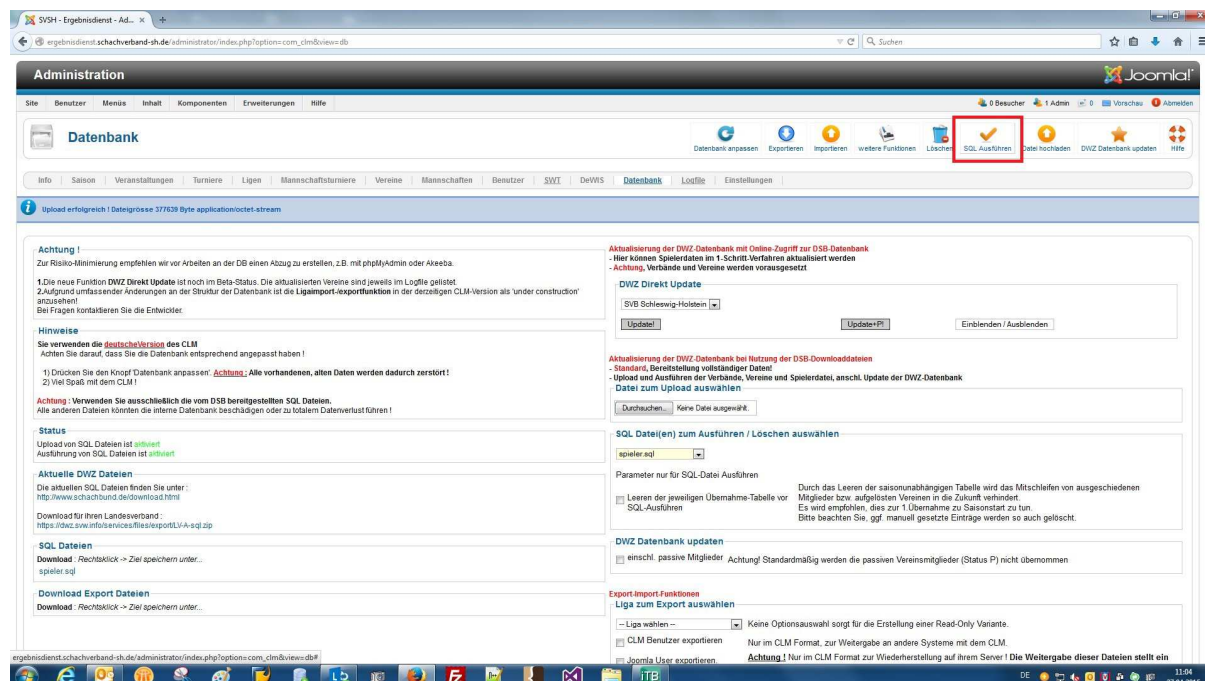 SVSH - Ergebnisdienst - Ad...
ergebnisdienst.schachverband-sh.de/administrator/index.php?option=com_clm&view=db
Suchen
Administration
Joomla!
Site Benutzer Menüs Inhalt Komponenten Erweiterungen Hilfe
0 Besucher 1 Admin 0 Vorschau Abmelden
Datenbank
Datenbank anpassen Exportieren Importieren weitere Funktionen Löschen SQL Ausführen Datei hochladen DWZ Datenbank updaten Hilfe
Info Saison Veranstaltungen Turniere Ligen Mannschaftsturniere Vereine Mannschaften Benutzer SWT DeWIS Datenbank Logfile Einstellungen
Upload erfolgreich ! Dateigrösse 377639 Byte application/octet-stream
Achtung !
Zur Risiko-Minimierung empfehlen wir vor Arbeiten an der DB einen Abzug zu erstellen, z.B. mit phpMyAdmin oder Akeeba.
1.Die neue Funktion DWZ Direkt Update ist noch im Beta-Status. Die aktualisierten Vereine sind jeweils im Logfile gelistet.
2.Aufgrund umfassender Änderungen an der Struktur der Datenbank ist die Ligaimport-/exportfunktion in der derzeitigen CLM-Version als 'under construction'
anzusehen!
Bei Fragen kontaktieren Sie die Entwickler.
Hinweise
Sie verwenden die deutscheVersion des CLM
Achten Sie darauf, dass Sie die Datenbank entsprechend angepasst haben !
1) Drücken Sie den Knopf 'Datenbank anpassen'. Achtung : Alle vorhandenen, alten Daten werden dadurch zerstört !
2) Viel Spaß mit dem CLM !
Achtung : Verwenden Sie ausschließlich die vom DSB bereitgestellten SQL Dateien.
Alle anderen Dateien könnten die interne Datenbank beschädigen oder zu totalem Datenverlust führen !
Status
Upload von SQL Dateien ist aktiviert
Ausführung von SQL Dateien ist aktiviert
Aktuelle DWZ Dateien
Die aktuellen SQL Dateien finden Sie unter :
http://www.schachbund.de/download.html
Download für ihren Landesverband :
https://dwz.svw.info/services/files/export/LV-A-sql.zip
SQL Dateien
Download : Rechtsklick -> Ziel speichern unter...
spieler.sql
Download Export Dateien
Download : Rechtsklick -> Ziel speichern unter...
Aktualisierung der DWZ-Datenbank mit Online-Zugriff zur DSB-Datenbank
- Hier können Spielerdaten im 1-Schritt-Verfahren aktualisiert werden
- Achtung, Verbände und Vereine werden vorausgesetzt
DWZ Direkt Update
SVB Schleswig-Holstein
Update! Update+P! Einblenden / Ausblenden
Aktualisierung der DWZ-Datenbank bei Nutzung der DSB-Downloaddateien
- Standard, Bereitstellung vollständiger Daten!
- Upload und Ausführen der Verbände, Vereine und Spielerdatei, anschl. Update der DWZ-Datenbank
Datei zum Upload auswählen
Durchsuchen... Keine Datei ausgewählt.
SQL Datei(en) zum Ausführen / Löschen auswählen
spieler.sql
Parameter nur für SQL-Datei Ausführen
Leeren der jeweiligen Übernahme-Tabelle vor
SQL-Ausführen
Durch das Leeren der saisonunabhängigen Tabelle wird das Mitschleifen von ausgeschiedenen
Mitglieder bzw. aufgelösten Vereinen in die Zukunft verhindert.
Es wird empfohlen, dies zur 1.Übernahme zu Saisonstart zu tun.
Bitte beachten Sie, ggf. manuell gesetzte Einträge werden so auch gelöscht.
DWZ Datenbank updaten
einschl. passive Mitglieder Achtung! Standardmäßig werden die passiven Vereinsmitglieder (Status P) nicht übernommen
Export-Import-Funktionen
Liga zum Export auswählen
-- Liga wählen -- Keine Optionsauswahl sorgt für die Erstellung einer Read-Only Variante.
CLM Benutzer exportieren Nur im CLM Format, zur Weitergabe an andere Systeme mit dem CLM.
Joomla User exportieren. Achtung ! Nur im CLM Format zur Wiederherstellung auf ihrem Server ! Die Weitergabe dieser Dateien stellt ein
ergebnisdienst.schachverband-sh.de/administrator/index.php?option=com_clm&view=db#
DE 11:04